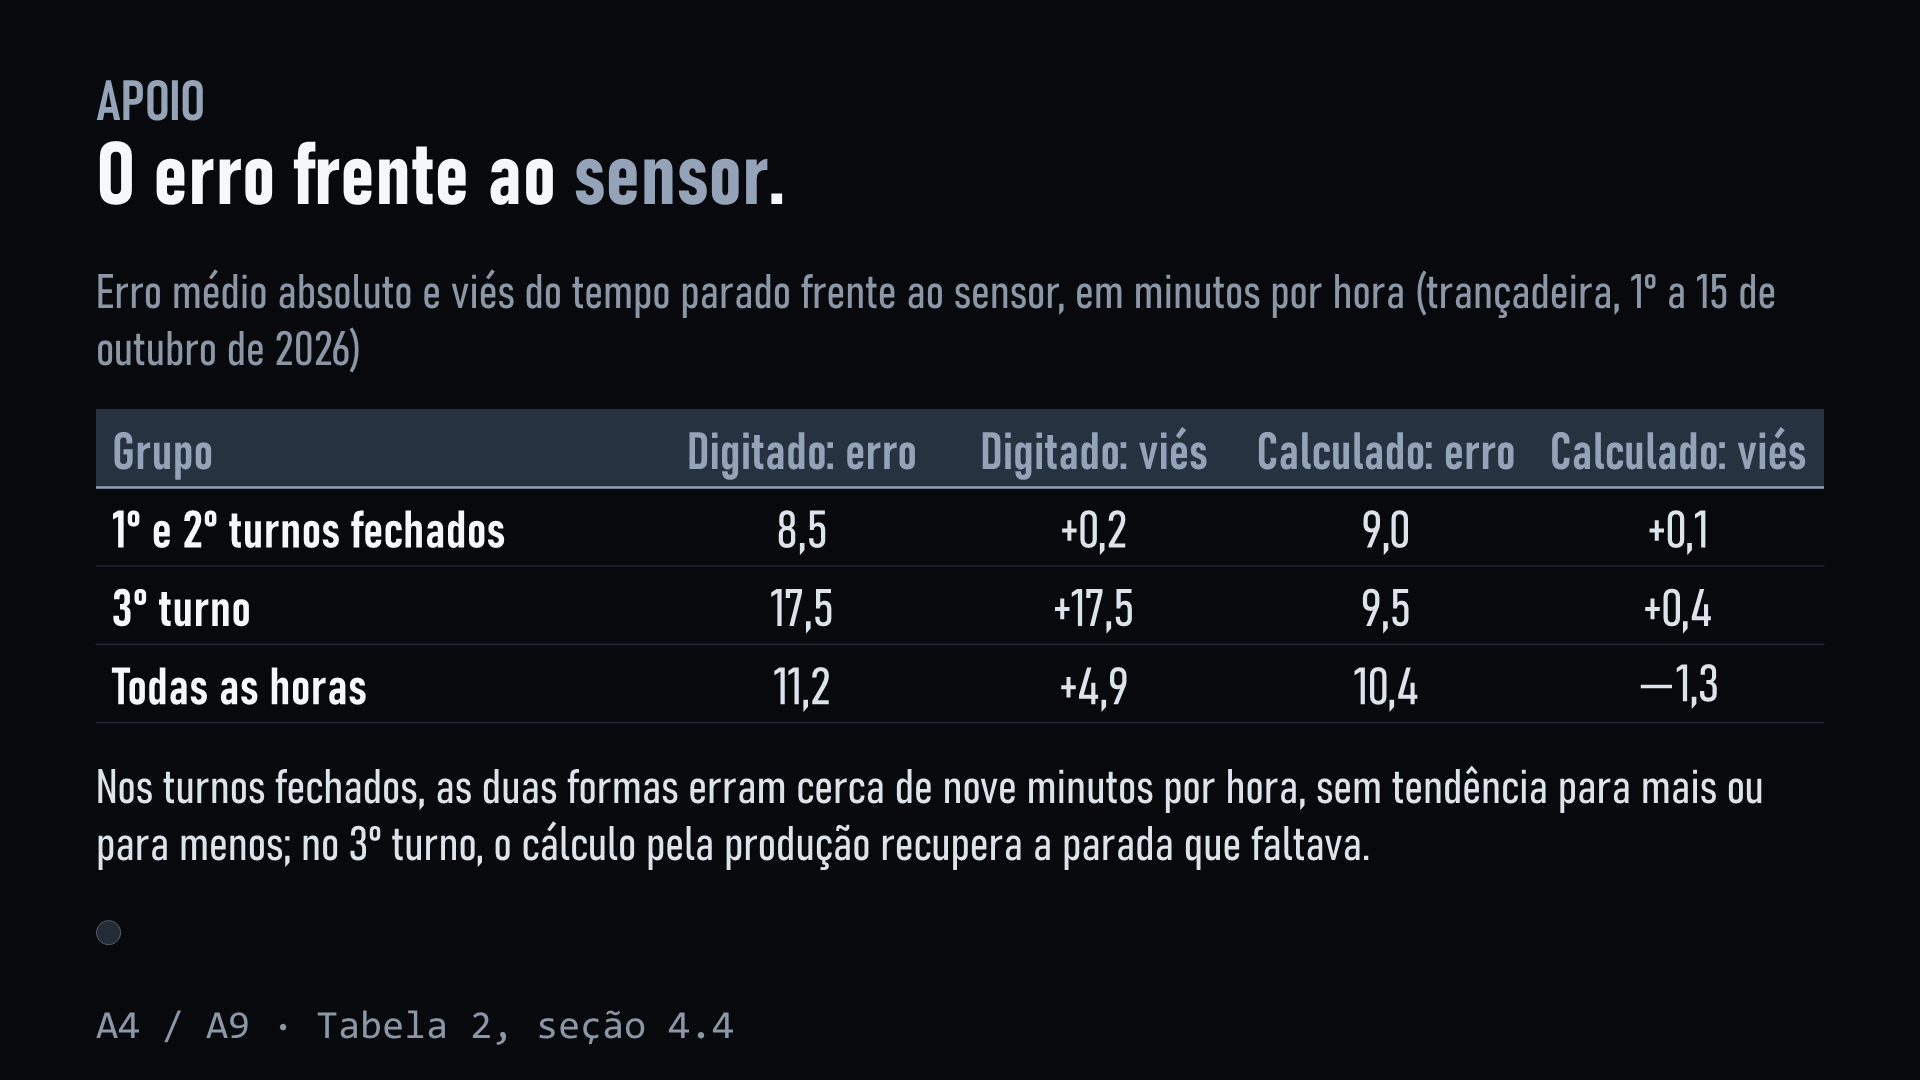 APOIO
O erro frente ao sensor.
Erro médio absoluto e viés do tempo parado frente ao sensor, em minutos por hora (trançadeira, 1º a 15 de
outubro de 2026)
Grupo Digitado: erro Digitado: viés Calculado: erro Calculado: viés
1º e 2º turnos fechados 8,5 +0,2 9,0 +0,1
3º turno 17,5 +17,5 9,5 +0,4
Todas as horas 11,2 +4,9 10,4 —1,3
Nos turnos fechados, as duas formas erram cerca de nove minutos por hora, sem tendência para mais ou
para menos; no 3º turno, o cálculo pela produção recupera a parada que faltava.
A4 / A9 · Tabela 2, seção 4.4